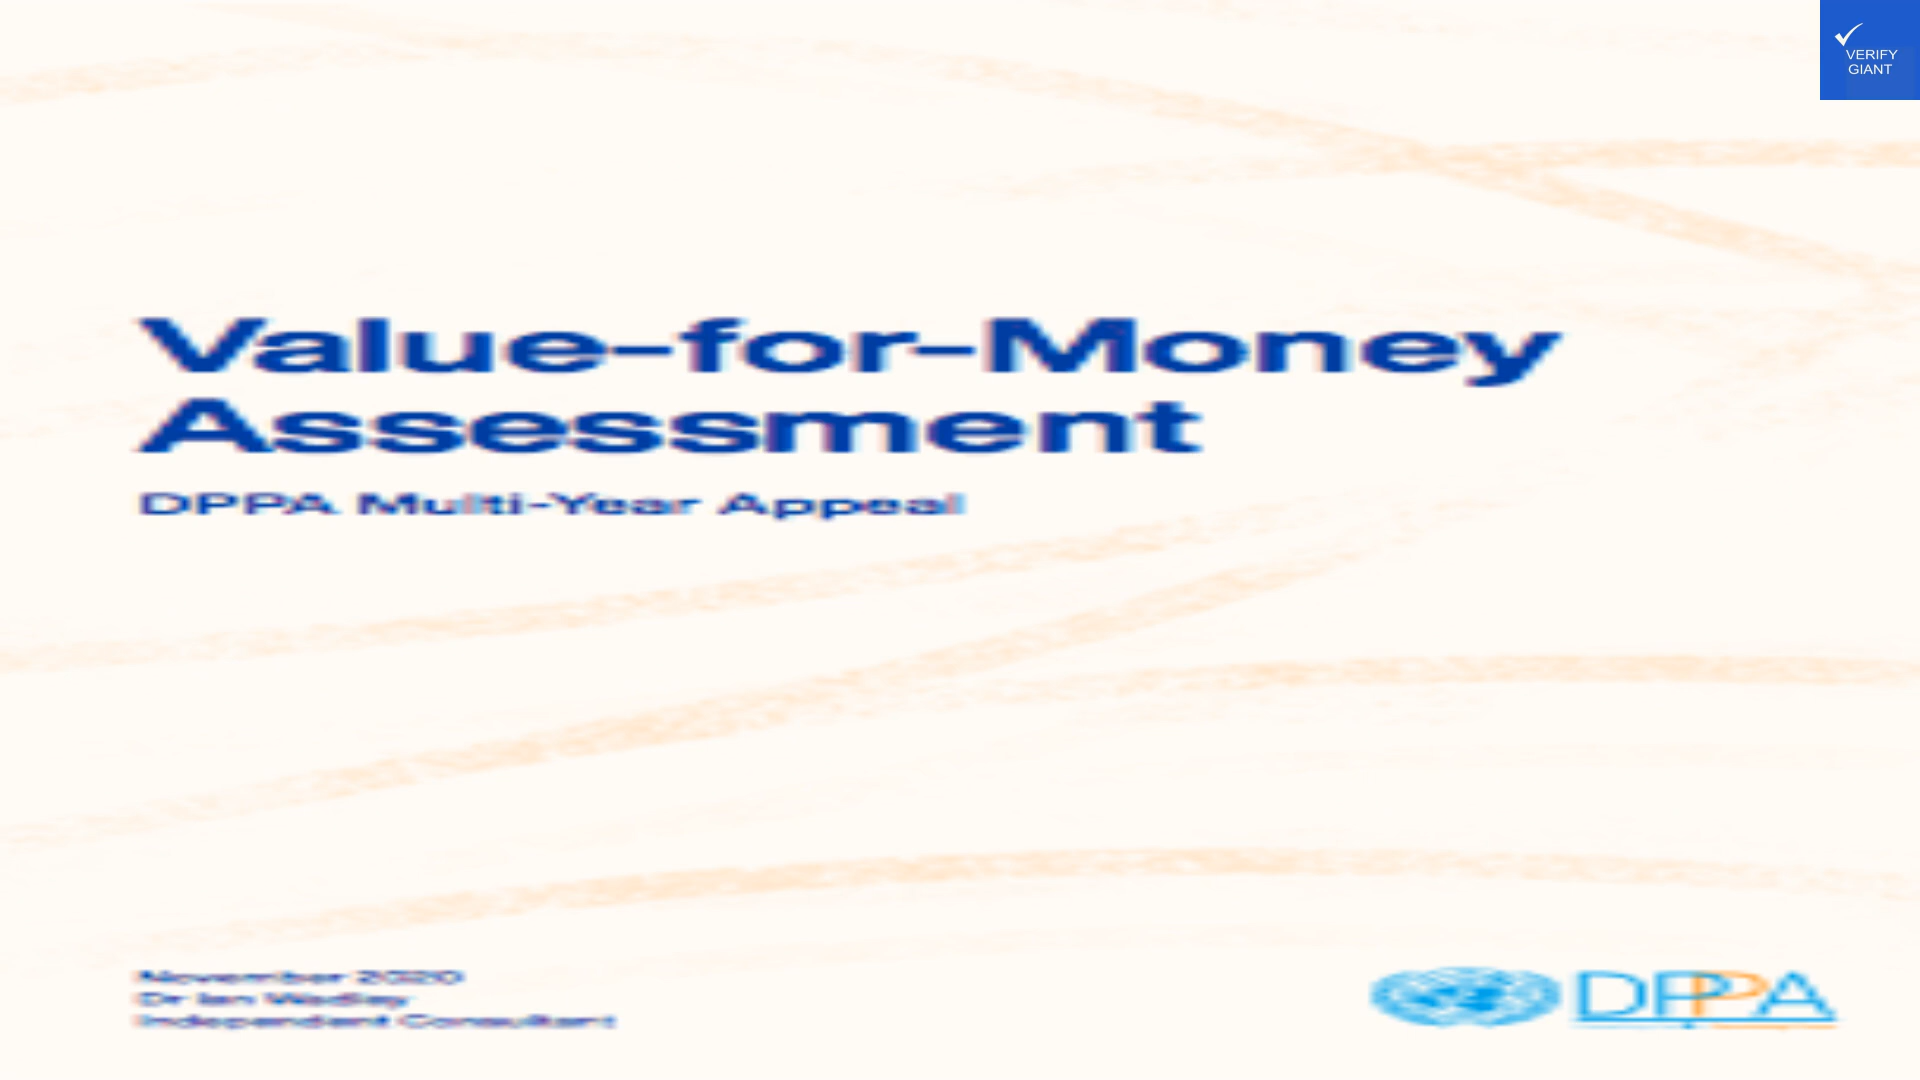 VERIFY
GIANT
Value-for-Money
Assessment
DPPA Multi-Year Appeal
November 2020
Dr Ian Wadley
Independent Consultant
DPPA